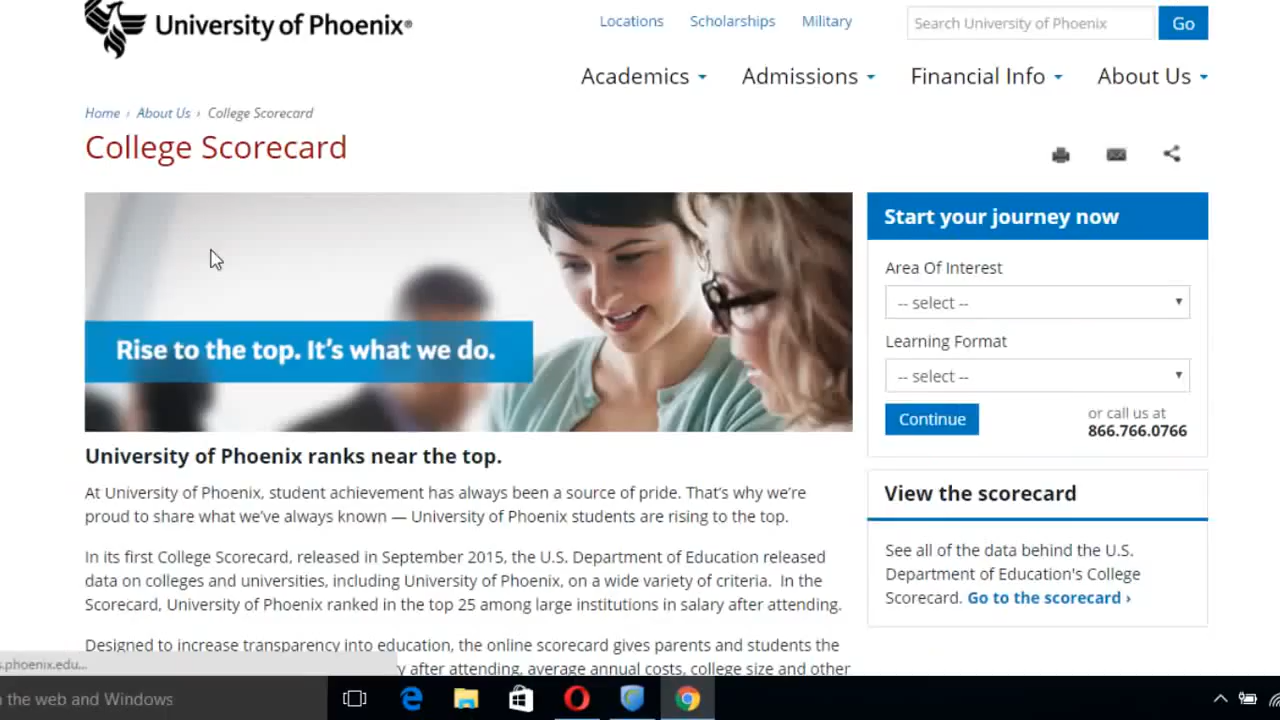 University of Phoenix®
Locations Scholarships Military
Search University of Phoenix Go
Academics Admissions Financial Info About Us
Home › About Us › College Scorecard
College Scorecard
Rise to the top. It's what we do.
University of Phoenix ranks near the top.
At University of Phoenix, student achievement has always been a source of pride. That's why we're
proud to share what we've always known — University of Phoenix students are rising to the top.
In its first College Scorecard, released in September 2015, the U.S. Department of Education released
data on colleges and universities, including University of Phoenix, on a wide variety of criteria. In the
Scorecard, University of Phoenix ranked in the top 25 among large institutions in salary after attending.
Designed to increase transparency into education, the online scorecard gives parents and students the
y after attending, average annual costs, college size and other
Start your journey now
Area Of Interest
-- select --
Learning Format
-- select --
Continue
or call us at
866.766.0766
View the scorecard
See all of the data behind the U.S.
Department of Education's College
Scorecard. Go to the scorecard ›
s.phoenix.edu...
the web and Windows